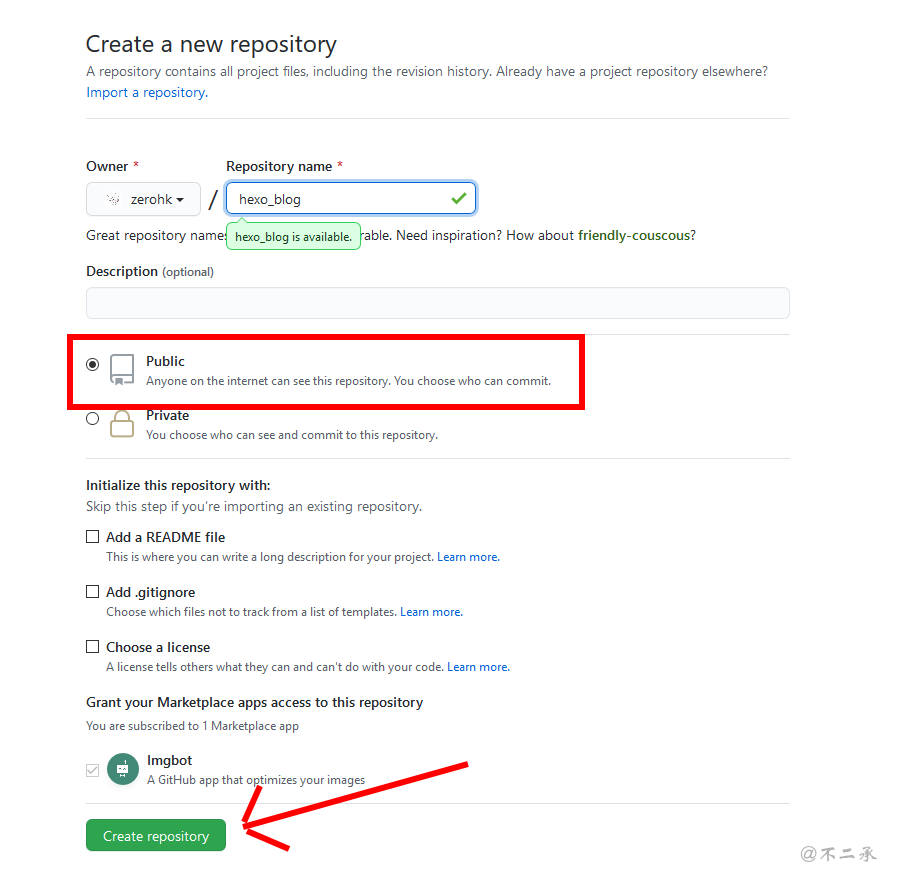 Create a new repository
A repository contains all project files, including the revision history. Already have a project repository elsewhere?
Import a repository.
Owner * Repository name *
zerohk / hexo_blog
Great repository name hexo_blog is available. rable. Need inspiration? How about friendly-couscous?
Description (optional)
Public
Anyone on the internet can see this repository. You choose who can commit.
Private
You choose who can see and commit to this repository.
Initialize this repository with:
Skip this step if you're importing an existing repository.
Add a README file
This is where you can write a long description for your project. Learn more.
Add .gitignore
Choose which files not to track from a list of templates. Learn more.
Choose a license
A license tells others what they can and can't do with your code. Learn more.
Grant your Marketplace apps access to this repository
You are subscribed to 1 Marketplace app
Imgbot
A GitHub app that optimizes your images
Create repository
@不二承